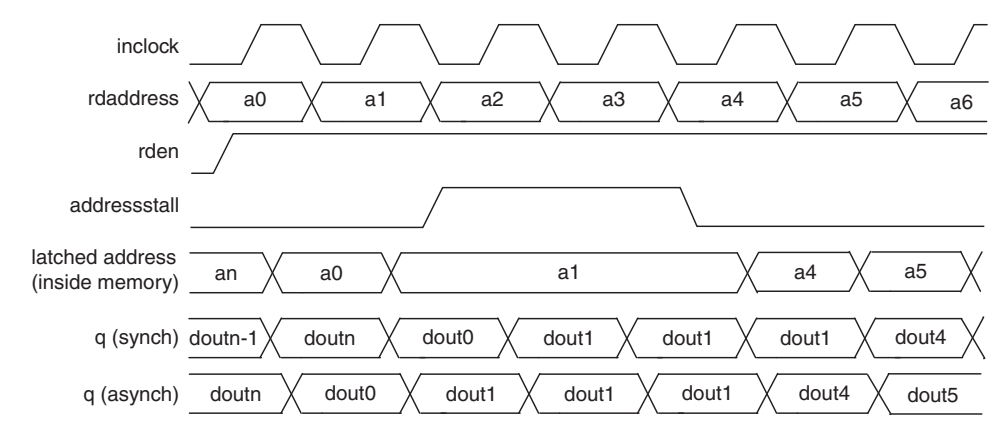 inclock
rdaddress a0 a1 a2 a3 a4 a5 a6
rden
addressstall
latched address
(inside memory) an a0 a1 a4 a5
q (synch) doutn-1 doutn dout0 dout1 dout1 dout1 dout4
q (asynch) doutn dout0 dout1 dout1 dout1 dout4 dout5